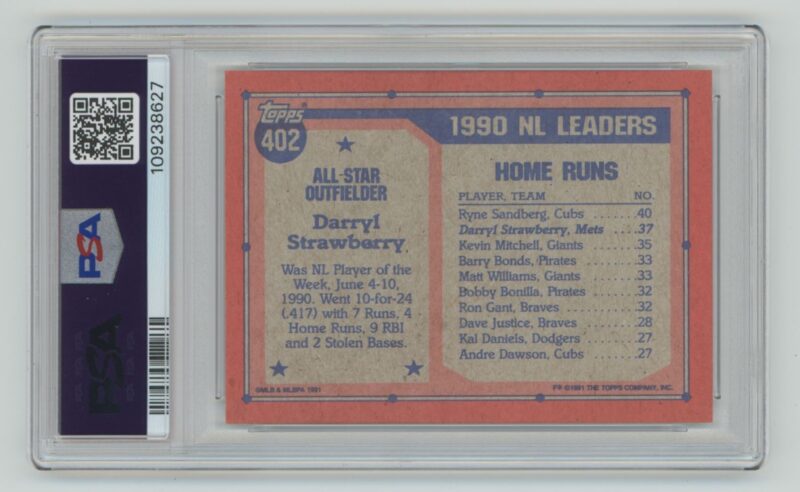 109238627
PSA
PSA
Topps
402
ALL-STAR
OUTFIELDER
Darryl
Strawberry
Was NL Player of the
Week, June 4-10,
1990. Went 10-for-24
(.417) with 7 Runs, 4
Home Runs, 9 RBI
and 2 Stolen Bases.
©MLB & MLBPA 1991
1990 NL LEADERS
HOME RUNS
PLAYER, TEAM NO.
Ryne Sandberg, Cubs .......40
Darryl Strawberry, Mets ....37
Kevin Mitchell, Giants ......35
Barry Bonds, Pirates .......33
Matt Williams, Giants ......33
Bobby Bonilla, Pirates ......32
Ron Gant, Braves ..........32
Dave Justice, Braves .......28
Kal Daniels, Dodgers .......27
Andre Dawson, Cubs .......27
F* ©1991 THE TOPPS COMPANY, INC.